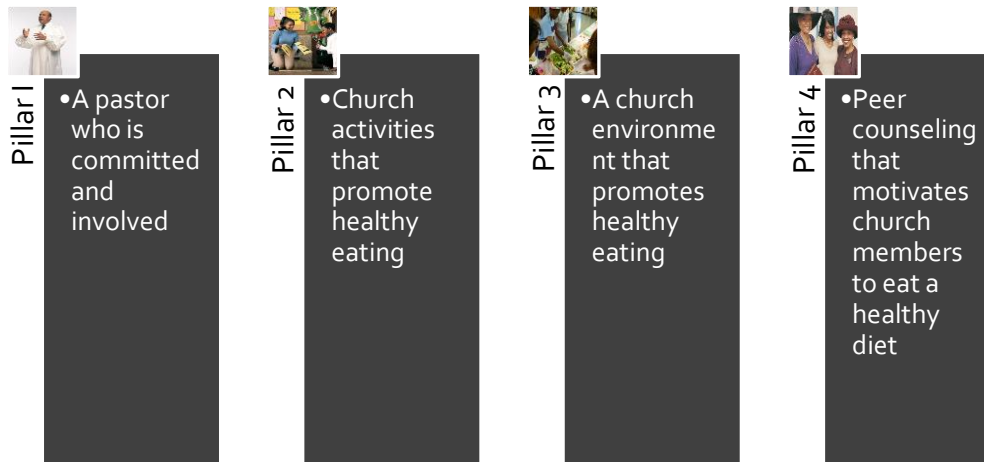 Pillar I
•A pastor
who is
committed
and
involved
Pillar 2
•Church
activities
that
promote
healthy
eating
Pillar 3
•A church
environme
nt that
promotes
healthy
eating
Pillar 4
•Peer
counseling
that
motivates
church
members
to eat a
healthy
diet